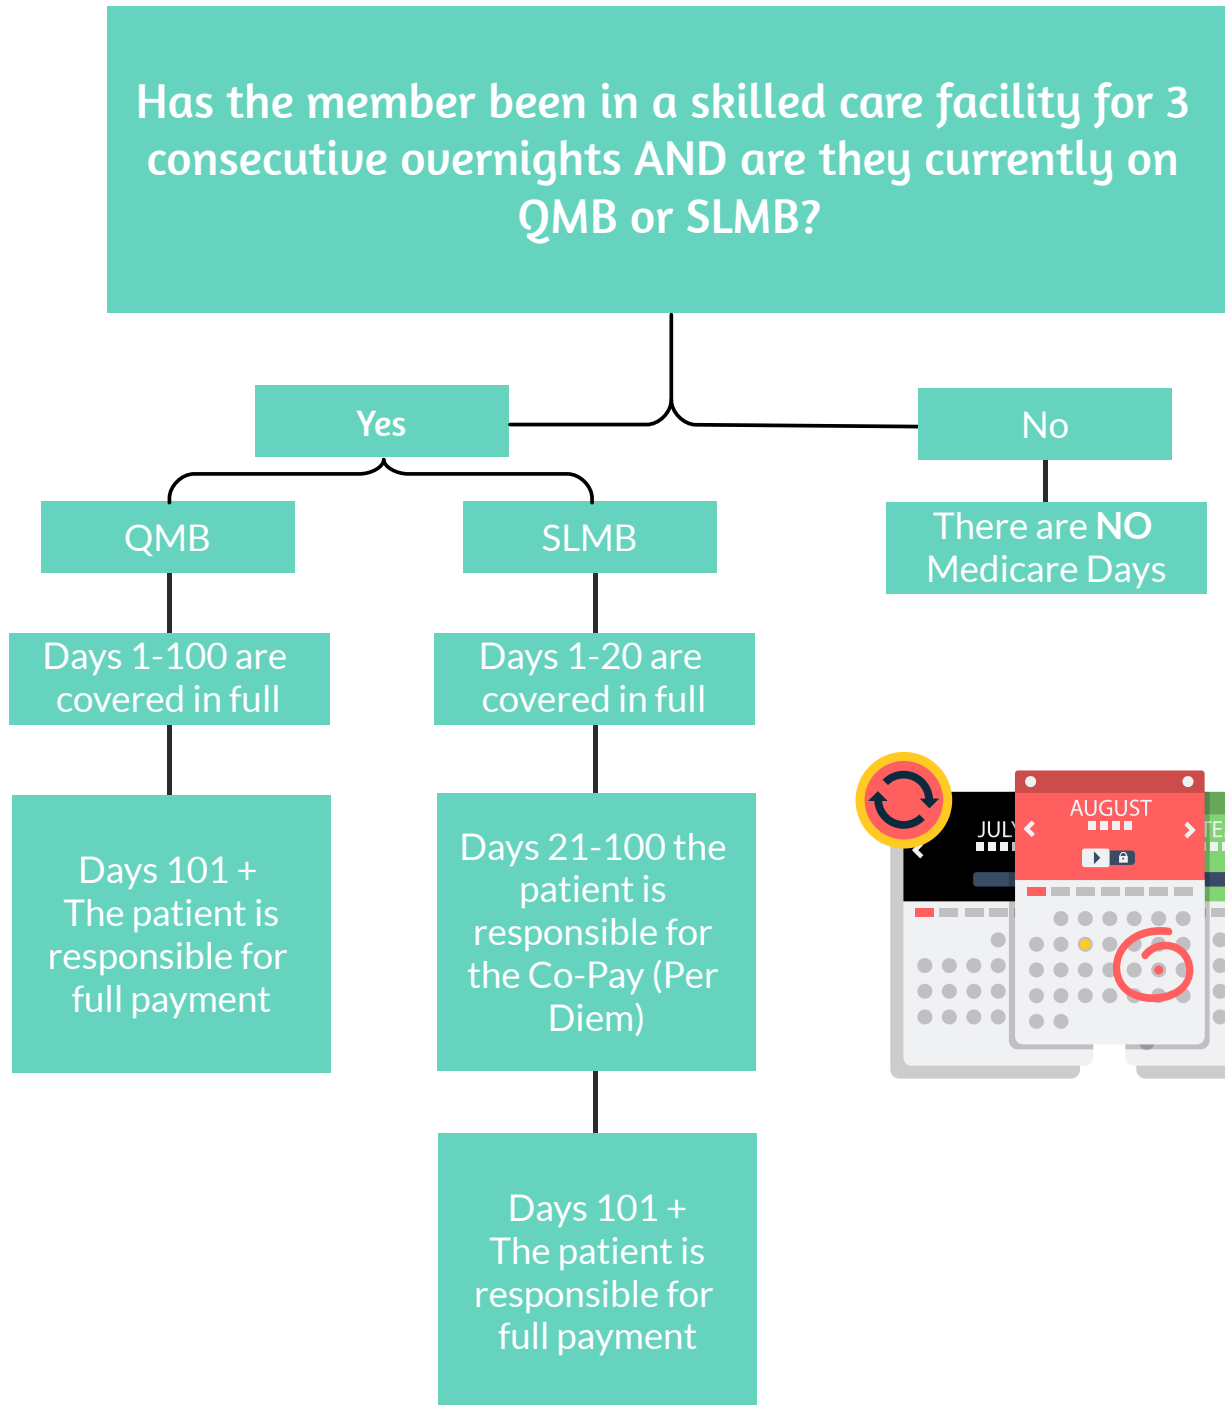 Has the member been in a skilled care facility for 3
consecutive overnights AND are they currently on
QMB or SLMB?
Yes
No
QMB
SLMB
There are NO
Medicare Days
Days 1-100 are
covered in full
Days 1-20 are
covered in full
Days 101 +
The patient is
responsible for
full payment
Days 21-100 the
patient is
responsible for
the Co-Pay (Per
Diem)
JULY
AUGUST
TE
Days 101 +
The patient is
responsible for
full payment